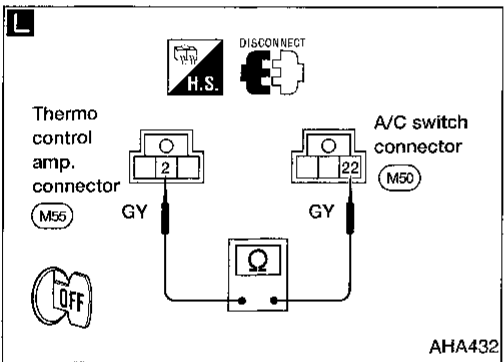 L
H.S.
DISCONNECT
Thermo
control
amp.
connector
M55
2
GY
A/C switch
connector
M50
22
GY
Ω
OFF
AHA432